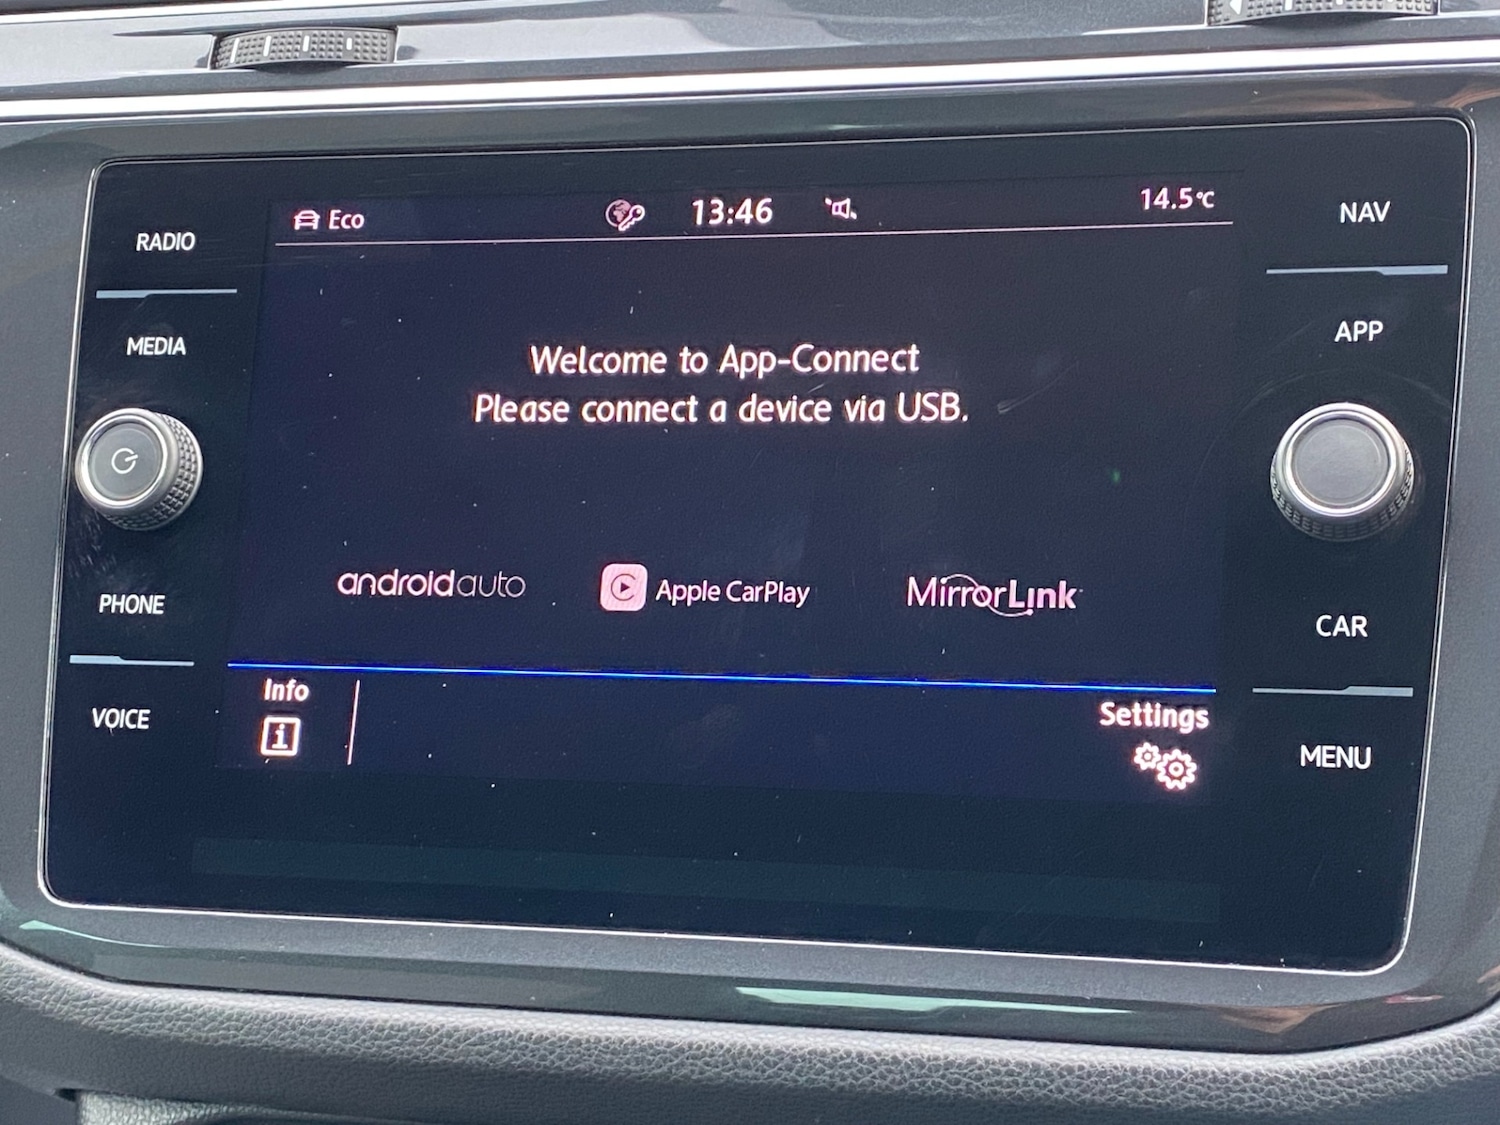 Eco 13:46 14.5°C
RADIO
MEDIA
PHONE
VOICE
Welcome to App-Connect
Please connect a device via USB.
androidauto Apple CarPlay MirrorLink
Info
i
Settings
NAV
APP
CAR
MENU